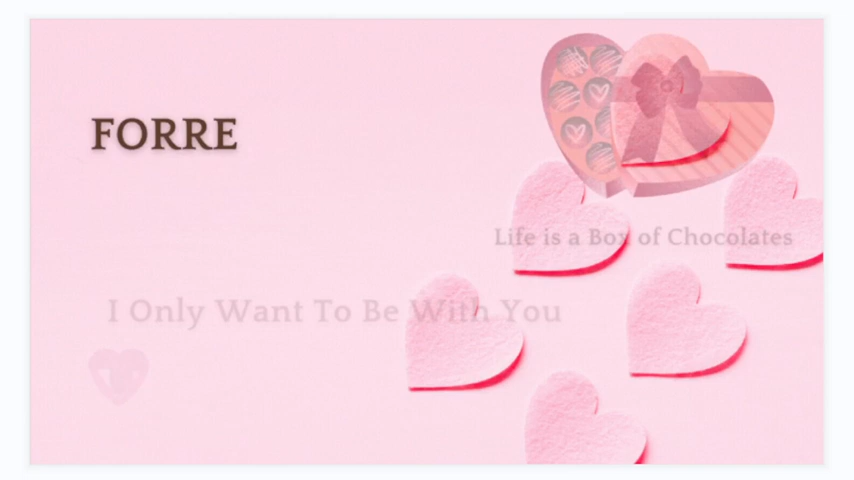 FORRE
Life is a Box of Chocolates
I Only Want To Be With You